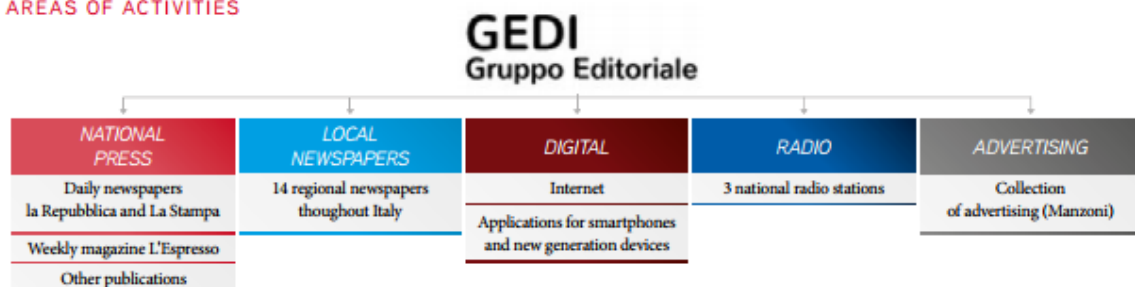 AREAS OF ACTIVITIES
GEDI
Gruppo Editoriale
NATIONAL
PRESS
Daily newspapers
la Repubblica and La Stampa
Weekly magazine L'Espresso
Other publications
LOCAL
NEWSPAPERS
14 regional newspapers
thoughout Italy
DIGITAL
Internet
Applications for smartphones
and new generation devices
RADIO
3 national radio stations
ADVERTISING
Collection
of advertising (Manzoni)